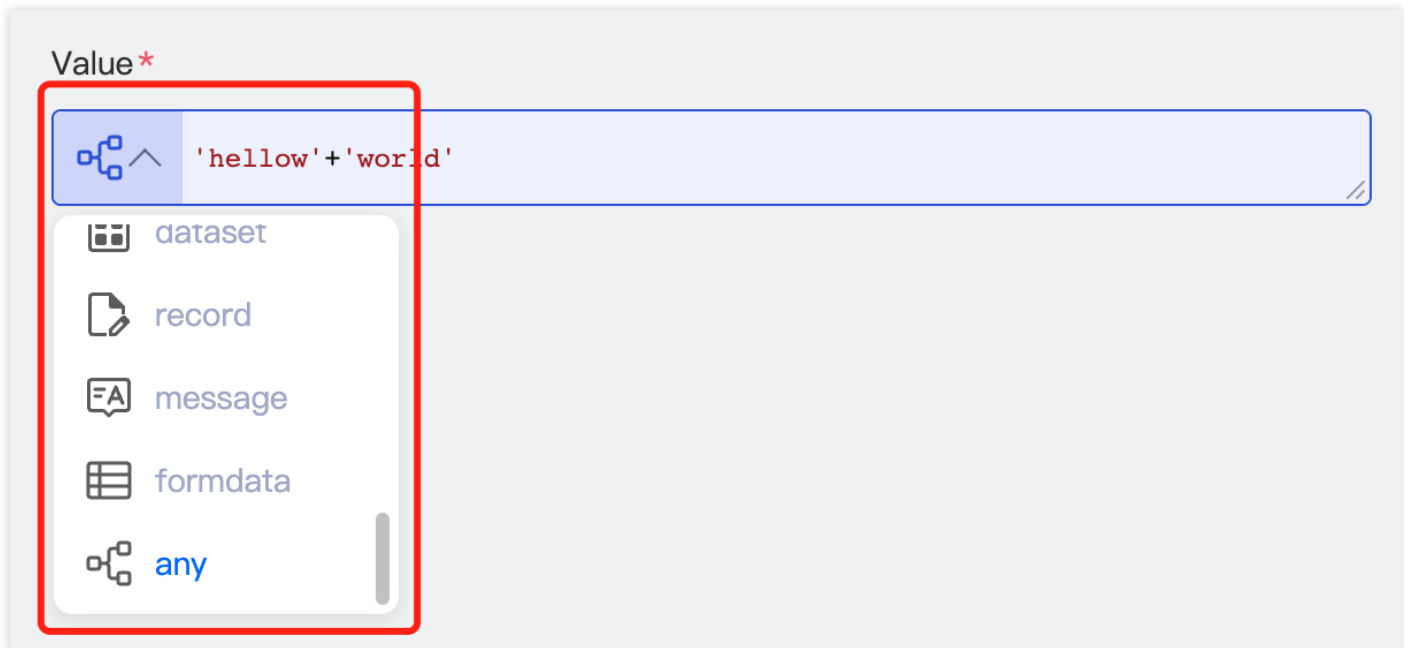 Value*
'hellow'+'world'
dataset
record
message
formdata
any